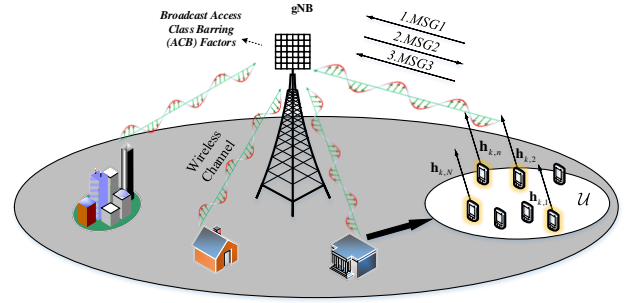 gNB
Broadcast Access
Class Barring
(ACB) Factors
1.MSG1
2.MSG2
3.MSG3
Wireless
Channel
h_{k,n}
h_{k,2}
h_{k,N}
h_{k,1}
𝒰